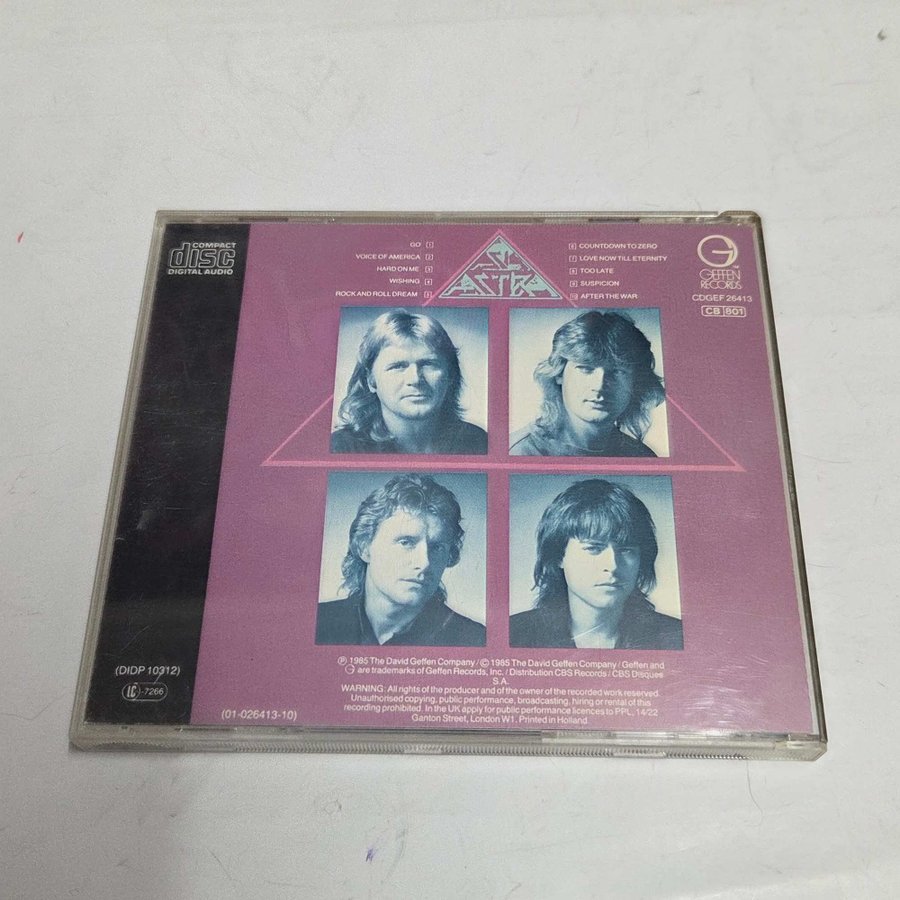 COMPACT
disc
DIGITAL AUDIO
GO 1
VOICE OF AMERICA 2
HARD ON ME 3
WISHING 4
ROCK AND ROLL DREAM 5
ASTRA
6 COUNTDOWN TO ZERO
7 LOVE NOW TILL ETERNITY
8 TOO LATE
9 SUSPICION
10 AFTER THE WAR
G
TM
GEFFEN
RECORDS
CDGEF 26413
CB 801
(DIDP 10312)
LC -7266
(01-026413-10)
℗ 1985 The David Geffen Company / © 1985 The David Geffen Company / Geffen and
G are trademarks of Geffen Records, Inc. / Distribution CBS Records / CBS Disques
S.A.
WARNING: All rights of the producer and of the owner of the recorded work reserved.
Unauthorised copying, public performance, broadcasting, hiring or rental of this
recording prohibited. In the UK apply for public performance licences to PPL, 14/22
Ganton Street, London W1. Printed in Holland